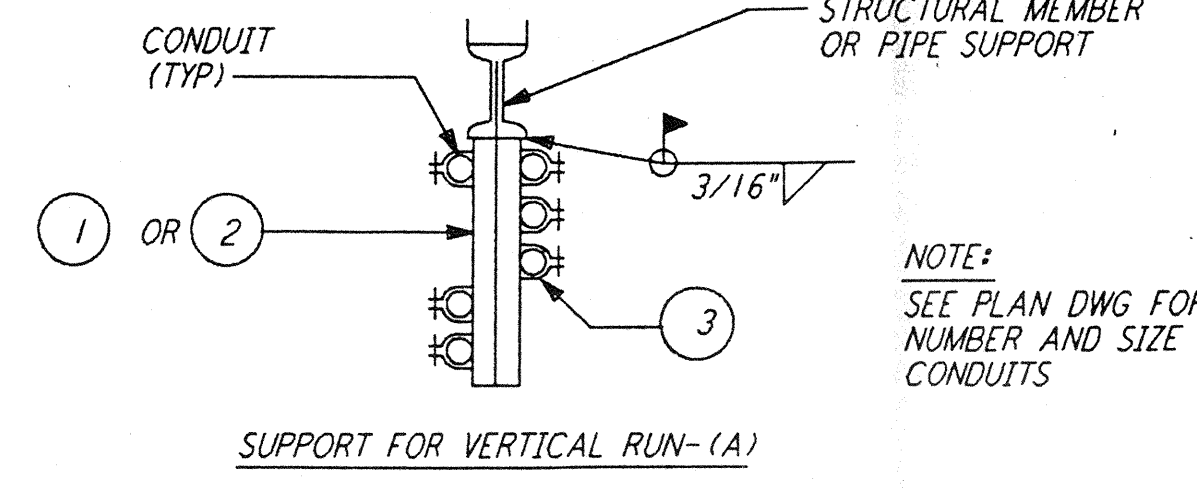 STRUCTURAL MEMBER
OR PIPE SUPPORT
CONDUIT
(TYP)
3/16"
1 OR 2
3
NOTE:
SEE PLAN DWG FOR
NUMBER AND SIZE
CONDUITS
SUPPORT FOR VERTICAL RUN-(A)